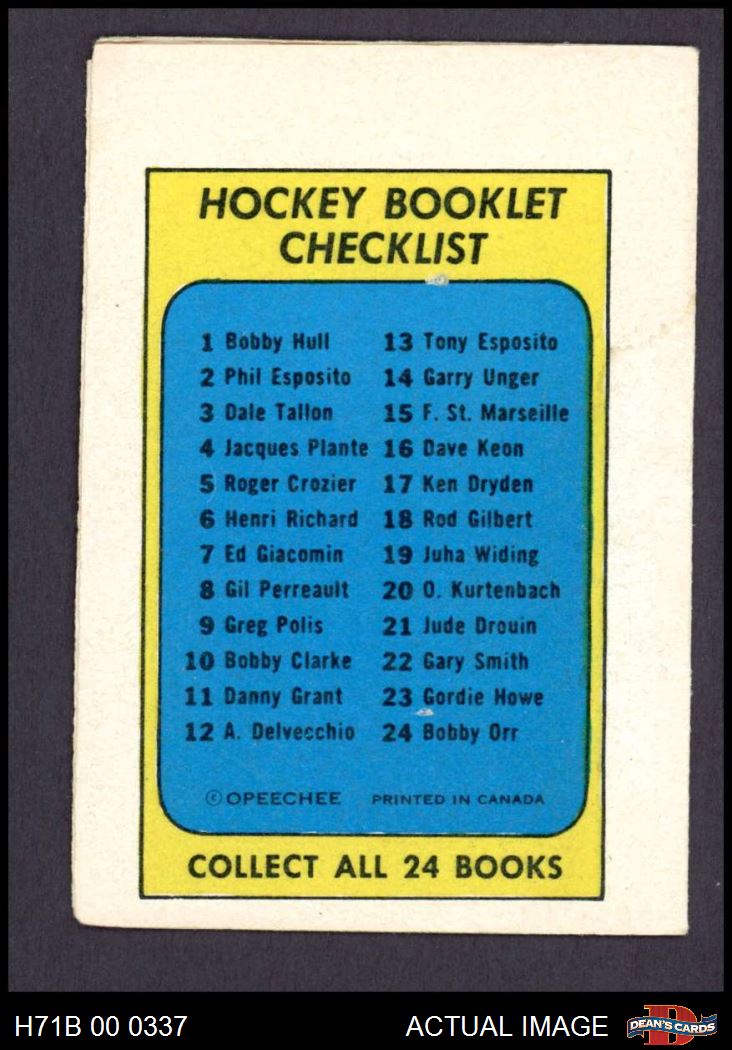 HOCKEY BOOKLET
CHECKLIST
1 Bobby Hull
2 Phil Esposito
3 Dale Tallon
4 Jacques Plante
5 Roger Crozier
6 Henri Richard
7 Ed Giacomin
8 Gil Perreault
9 Greg Polis
10 Bobby Clarke
11 Danny Grant
12 A. Delvecchio
13 Tony Esposito
14 Garry Unger
15 F. St. Marseille
16 Dave Keon
17 Ken Dryden
18 Rod Gilbert
19 Juha Widing
20 O. Kurtenbach
21 Jude Drouin
22 Gary Smith
23 Gordie Howe
24 Bobby Orr
© OPEECHEE PRINTED IN CANADA
COLLECT ALL 24 BOOKS
H71B 00 0337 ACTUAL IMAGE D DEAN'S CARDS